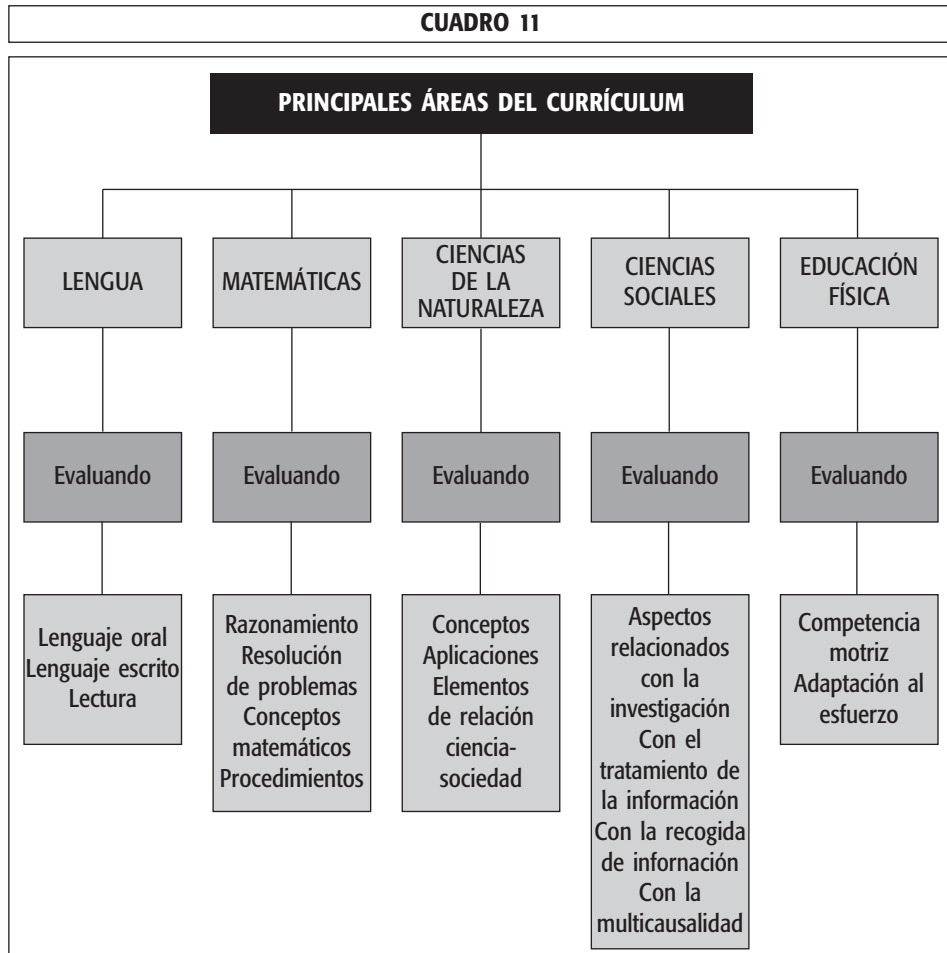 CUADRO 11
PRINCIPALES ÁREAS DEL CURRÍCULUM
LENGUA
MATEMÁTICAS
CIENCIAS
DE LA
NATURALEZA
CIENCIAS
SOCIALES
EDUCACIÓN
FÍSICA
Evaluando
Evaluando
Evaluando
Evaluando
Evaluando
Lenguaje oral
Lenguaje escrito
Lectura
Razonamiento
Resolución
de problemas
Conceptos
matemáticos
Procedimientos
Conceptos
Aplicaciones
Elementos
de relación
ciencia-
sociedad
Aspectos
relacionados
con la
investigación
Con el
tratamiento de
la información
Con la recogida
de infornación
Con la
multicausalidad
Competencia
motriz
Adaptación al
esfuerzo